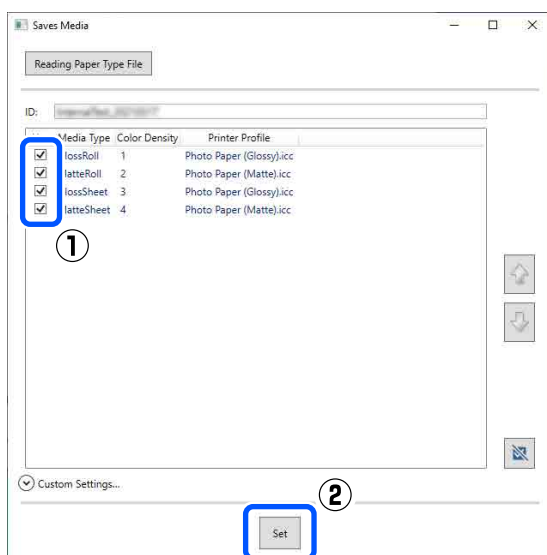 Saves Media
Reading Paper Type File
ID:
Media Type Color Density Printer Profile
lossRoll 1 Photo Paper (Glossy).icc
latteRoll 2 Photo Paper (Matte).icc
lossSheet 3 Photo Paper (Glossy).icc
latteSheet 4 Photo Paper (Matte).icc
①
Custom Settings...
②
Set